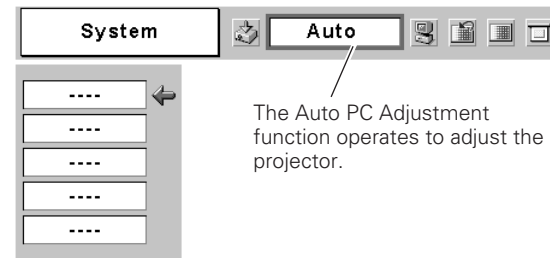 System
Auto
----
The Auto PC Adjustment
function operates to adjust the
projector.
----
----
----
----